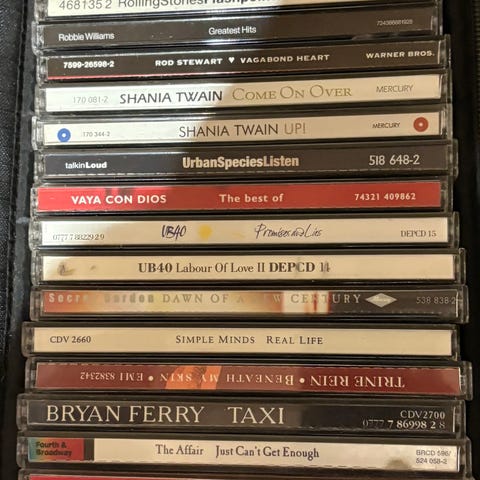 468135 2 RollingStonesFlashpoint
Robbie Williams Greatest Hits 724386681928
7599-26598-2 ROD STEWART ♥ VAGABOND HEART WARNER BROS.
170 081-2 SHANIA TWAIN COME ON OVER MERCURY
170 344-2 SHANIA TWAIN UP! MERCURY
talkinLoud UrbanSpeciesListen 518 648-2
VAYA CON DIOS The best of 74321 409862
0777 7 88229 2 9 UB40 Promises and Lies DEPCD 15
UB40 Labour Of Love II DEPCD 14
Secret Garden DAWN OF A NEW CENTURY 538 838-2
CDV 2660 SIMPLE MINDS REAL LIFE
TRINE REIN • BENEATH MY SKIN • EMI 8382342
BRYAN FERRY TAXI CDV2700
0777 7 86998 2 8
Fourth & Broadway The Affair Just Can't Get Enough BRCD 596/
524 058-2